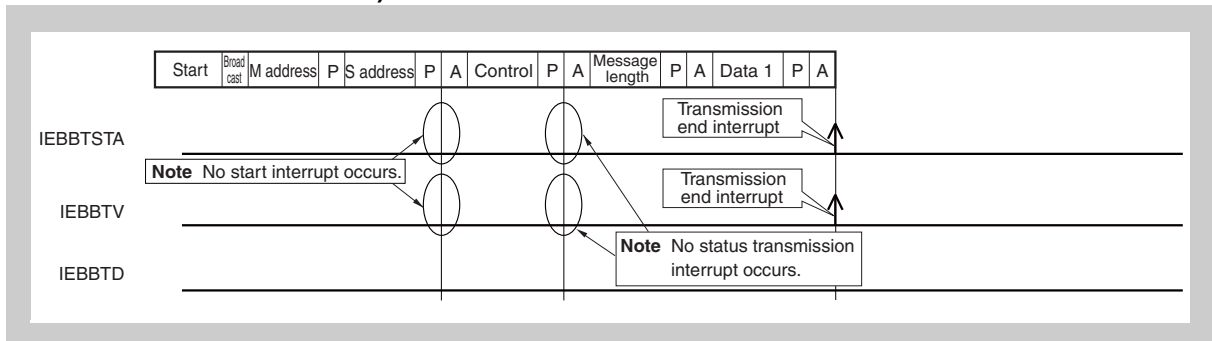 Start Broad cast M address P S address P A Control P A Message length P A Data 1 P A
Transmission
end interrupt
IEBBTSTA
Note No start interrupt occurs.
Transmission
end interrupt
IEBBTV
Note No status transmission
interrupt occurs.
IEBBTD